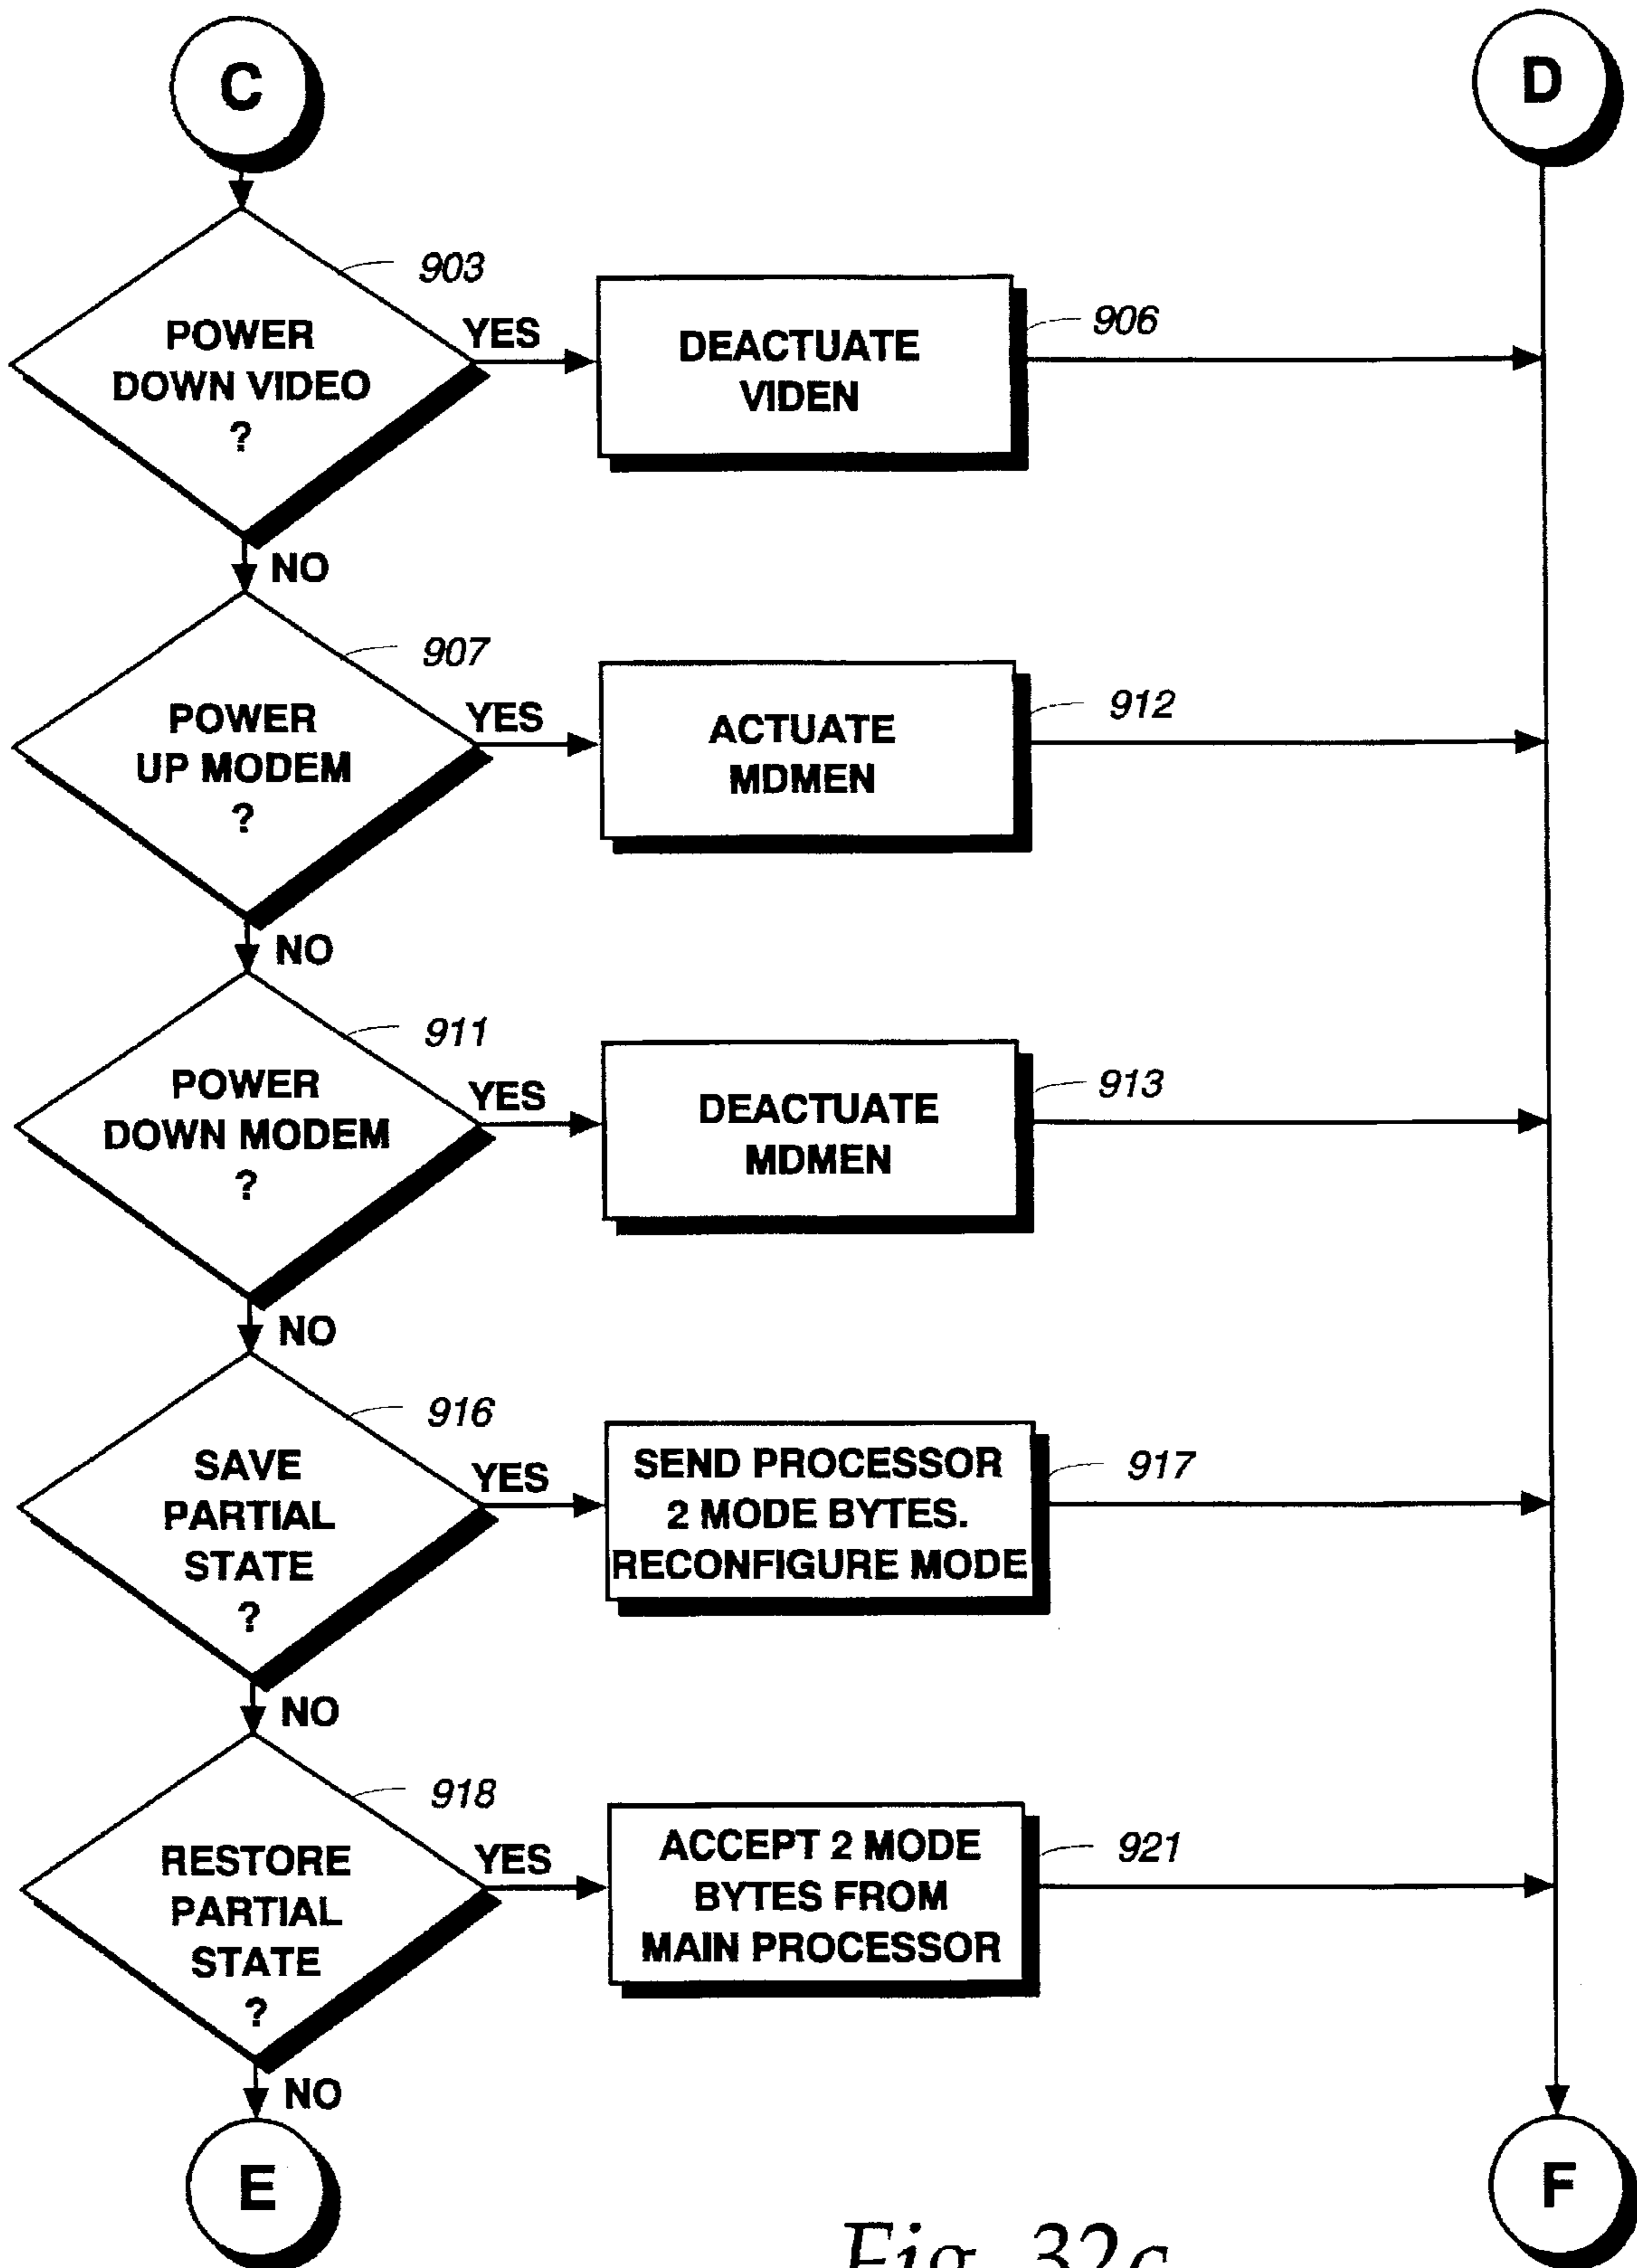 C
D
903
POWER
DOWN VIDEO
?
YES
DEACTUATE
VIDEN
906
NO
907
POWER
UP MODEM
?
YES
ACTUATE
MDMEN
912
NO
911
POWER
DOWN MODEM
?
YES
DEACTUATE
MDMEN
913
NO
916
SAVE
PARTIAL
STATE
?
YES
SEND PROCESSOR
2 MODE BYTES.
RECONFIGURE MODE
917
NO
918
RESTORE
PARTIAL
STATE
?
YES
ACCEPT 2 MODE
BYTES FROM
MAIN PROCESSOR
921
NO
E
F
Fig. 32c